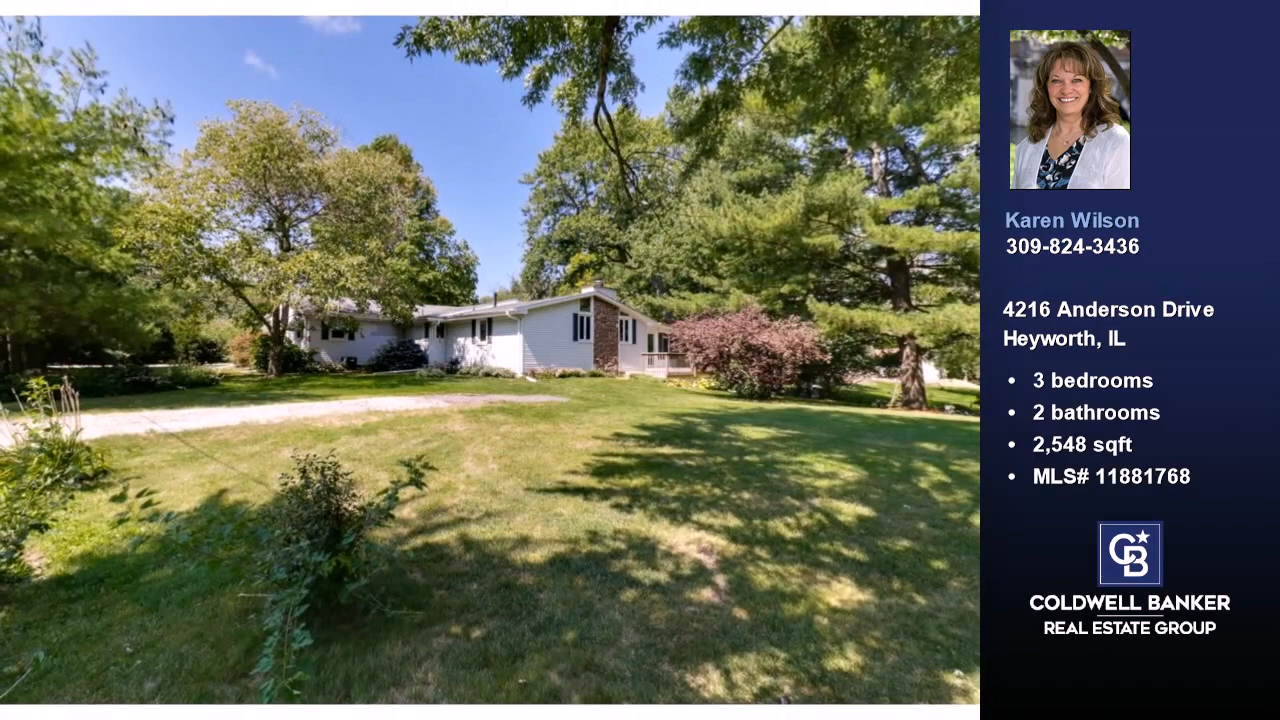 Karen Wilson
309-824-3436
4216 Anderson Drive
Heyworth, IL
• 3 bedrooms
• 2 bathrooms
• 2,548 sqft
• MLS# 11881768
CB
COLDWELL BANKER
REAL ESTATE GROUP